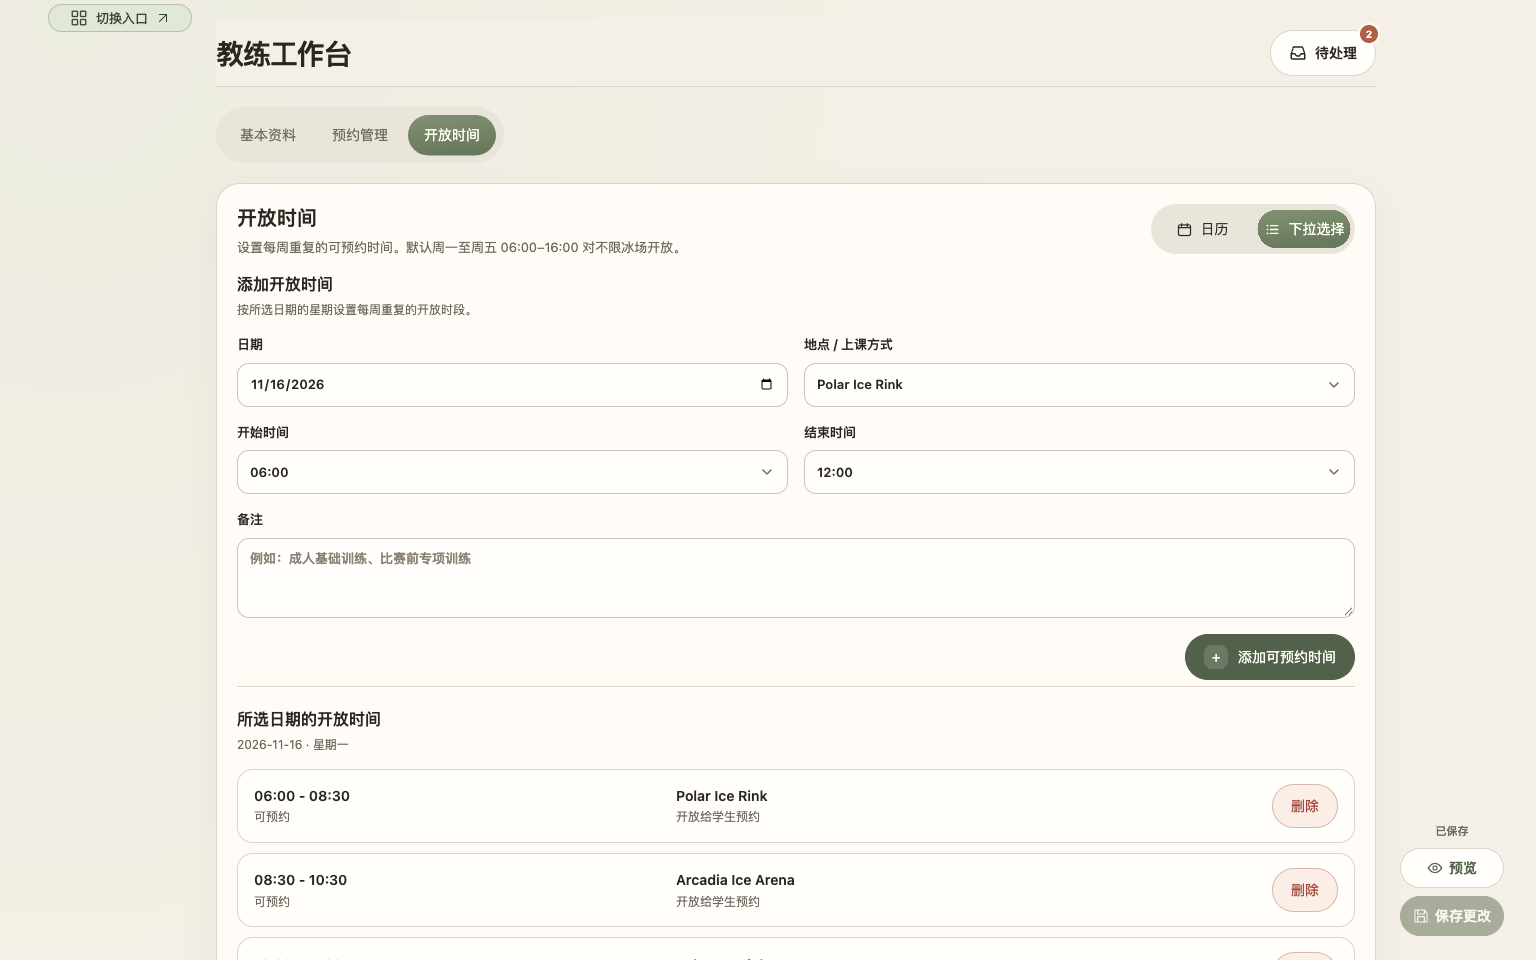 切换入口
教练工作台
待处理
2
基本资料
预约管理
开放时间
开放时间
设置每周重复的可预约时间。默认周一至周五 06:00–16:00 对不限冰场开放。
日历
下拉选择
添加开放时间
按所选日期的星期设置每周重复的开放时段。
日期
地点 / 上课方式
11/16/2026
Polar Ice Rink
开始时间
结束时间
06:00
12:00
备注
例如：成人基础训练、比赛前专项训练
+ 添加可预约时间
所选日期的开放时间
2026-11-16 · 星期一
06:00 - 08:30
Polar Ice Rink
可预约
开放给学生预约
删除
08:30 - 10:30
Arcadia Ice Arena
可预约
开放给学生预约
删除
已保存
预览
保存更改